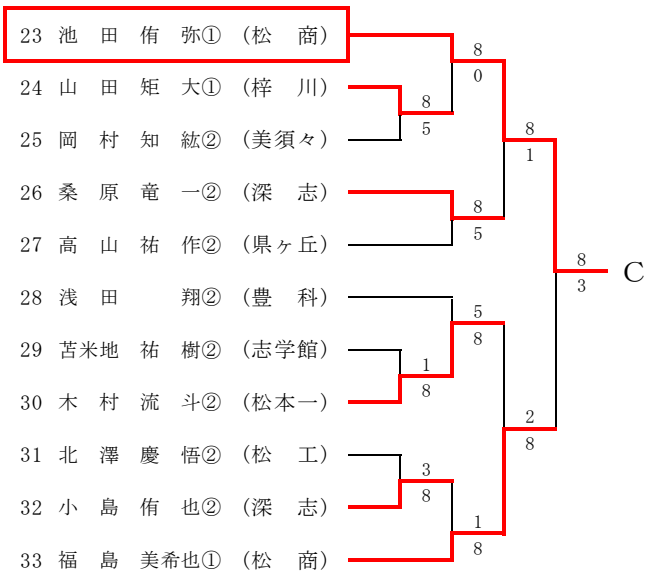 23 池 田 侑 弥① (松 商)
24 山 田 矩 大① (梓 川)
25 岡 村 知 紘② (美須々)
26 桑 原 竜 一② (深 志)
27 高 山 祐 作② (県ヶ丘)
28 浅 田 翔② (豊 科)
29 苫米地 祐 樹② (志学館)
30 木 村 流 斗② (松本一)
31 北 澤 慶 悟② (松 工)
32 小 島 侑 也② (深 志)
33 福 島 美希也① (松 商)
8
5
1
8
3
8
8
0
8
5
5
8
1
8
8
1
2
8
8
3
C